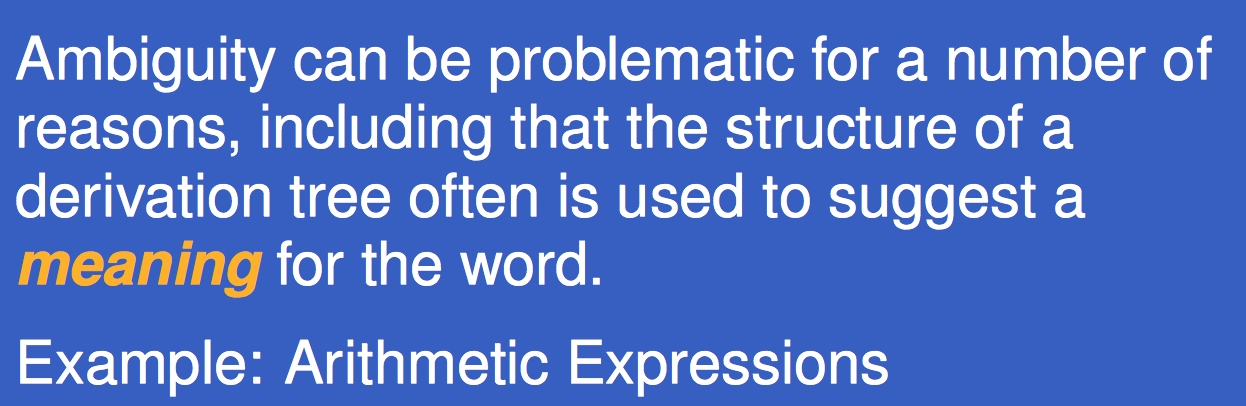 Ambiguity can be problematic for a number of
reasons, including that the structure of a
derivation tree often is used to suggest a
meaning for the word.
Example: Arithmetic Expressions